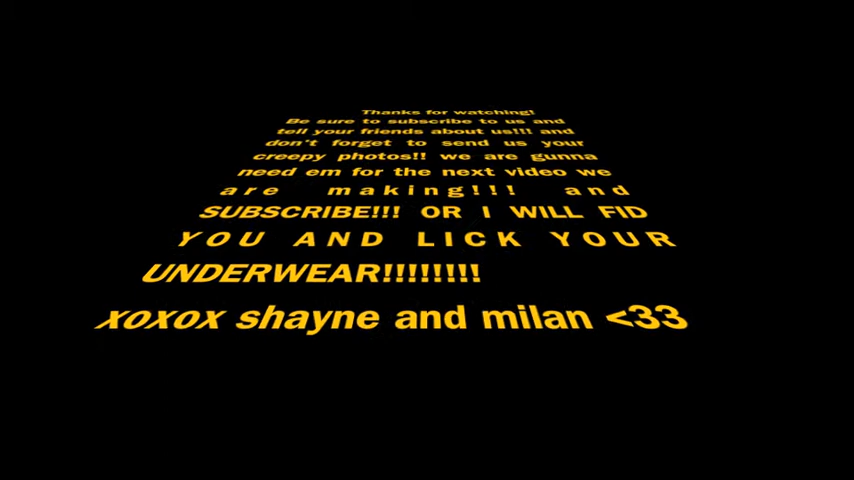 Thanks for watching!
Be sure to subscribe to us and
tell your friends about us!!! and
don't forget to send us your
creepy photos!! we are gunna
need em for the next video we
are making!!! and
SUBSCRIBE!!! OR I WILL FID
YOU AND LICK YOUR
UNDERWEAR!!!!!!!!
xoxox shayne and milan <33